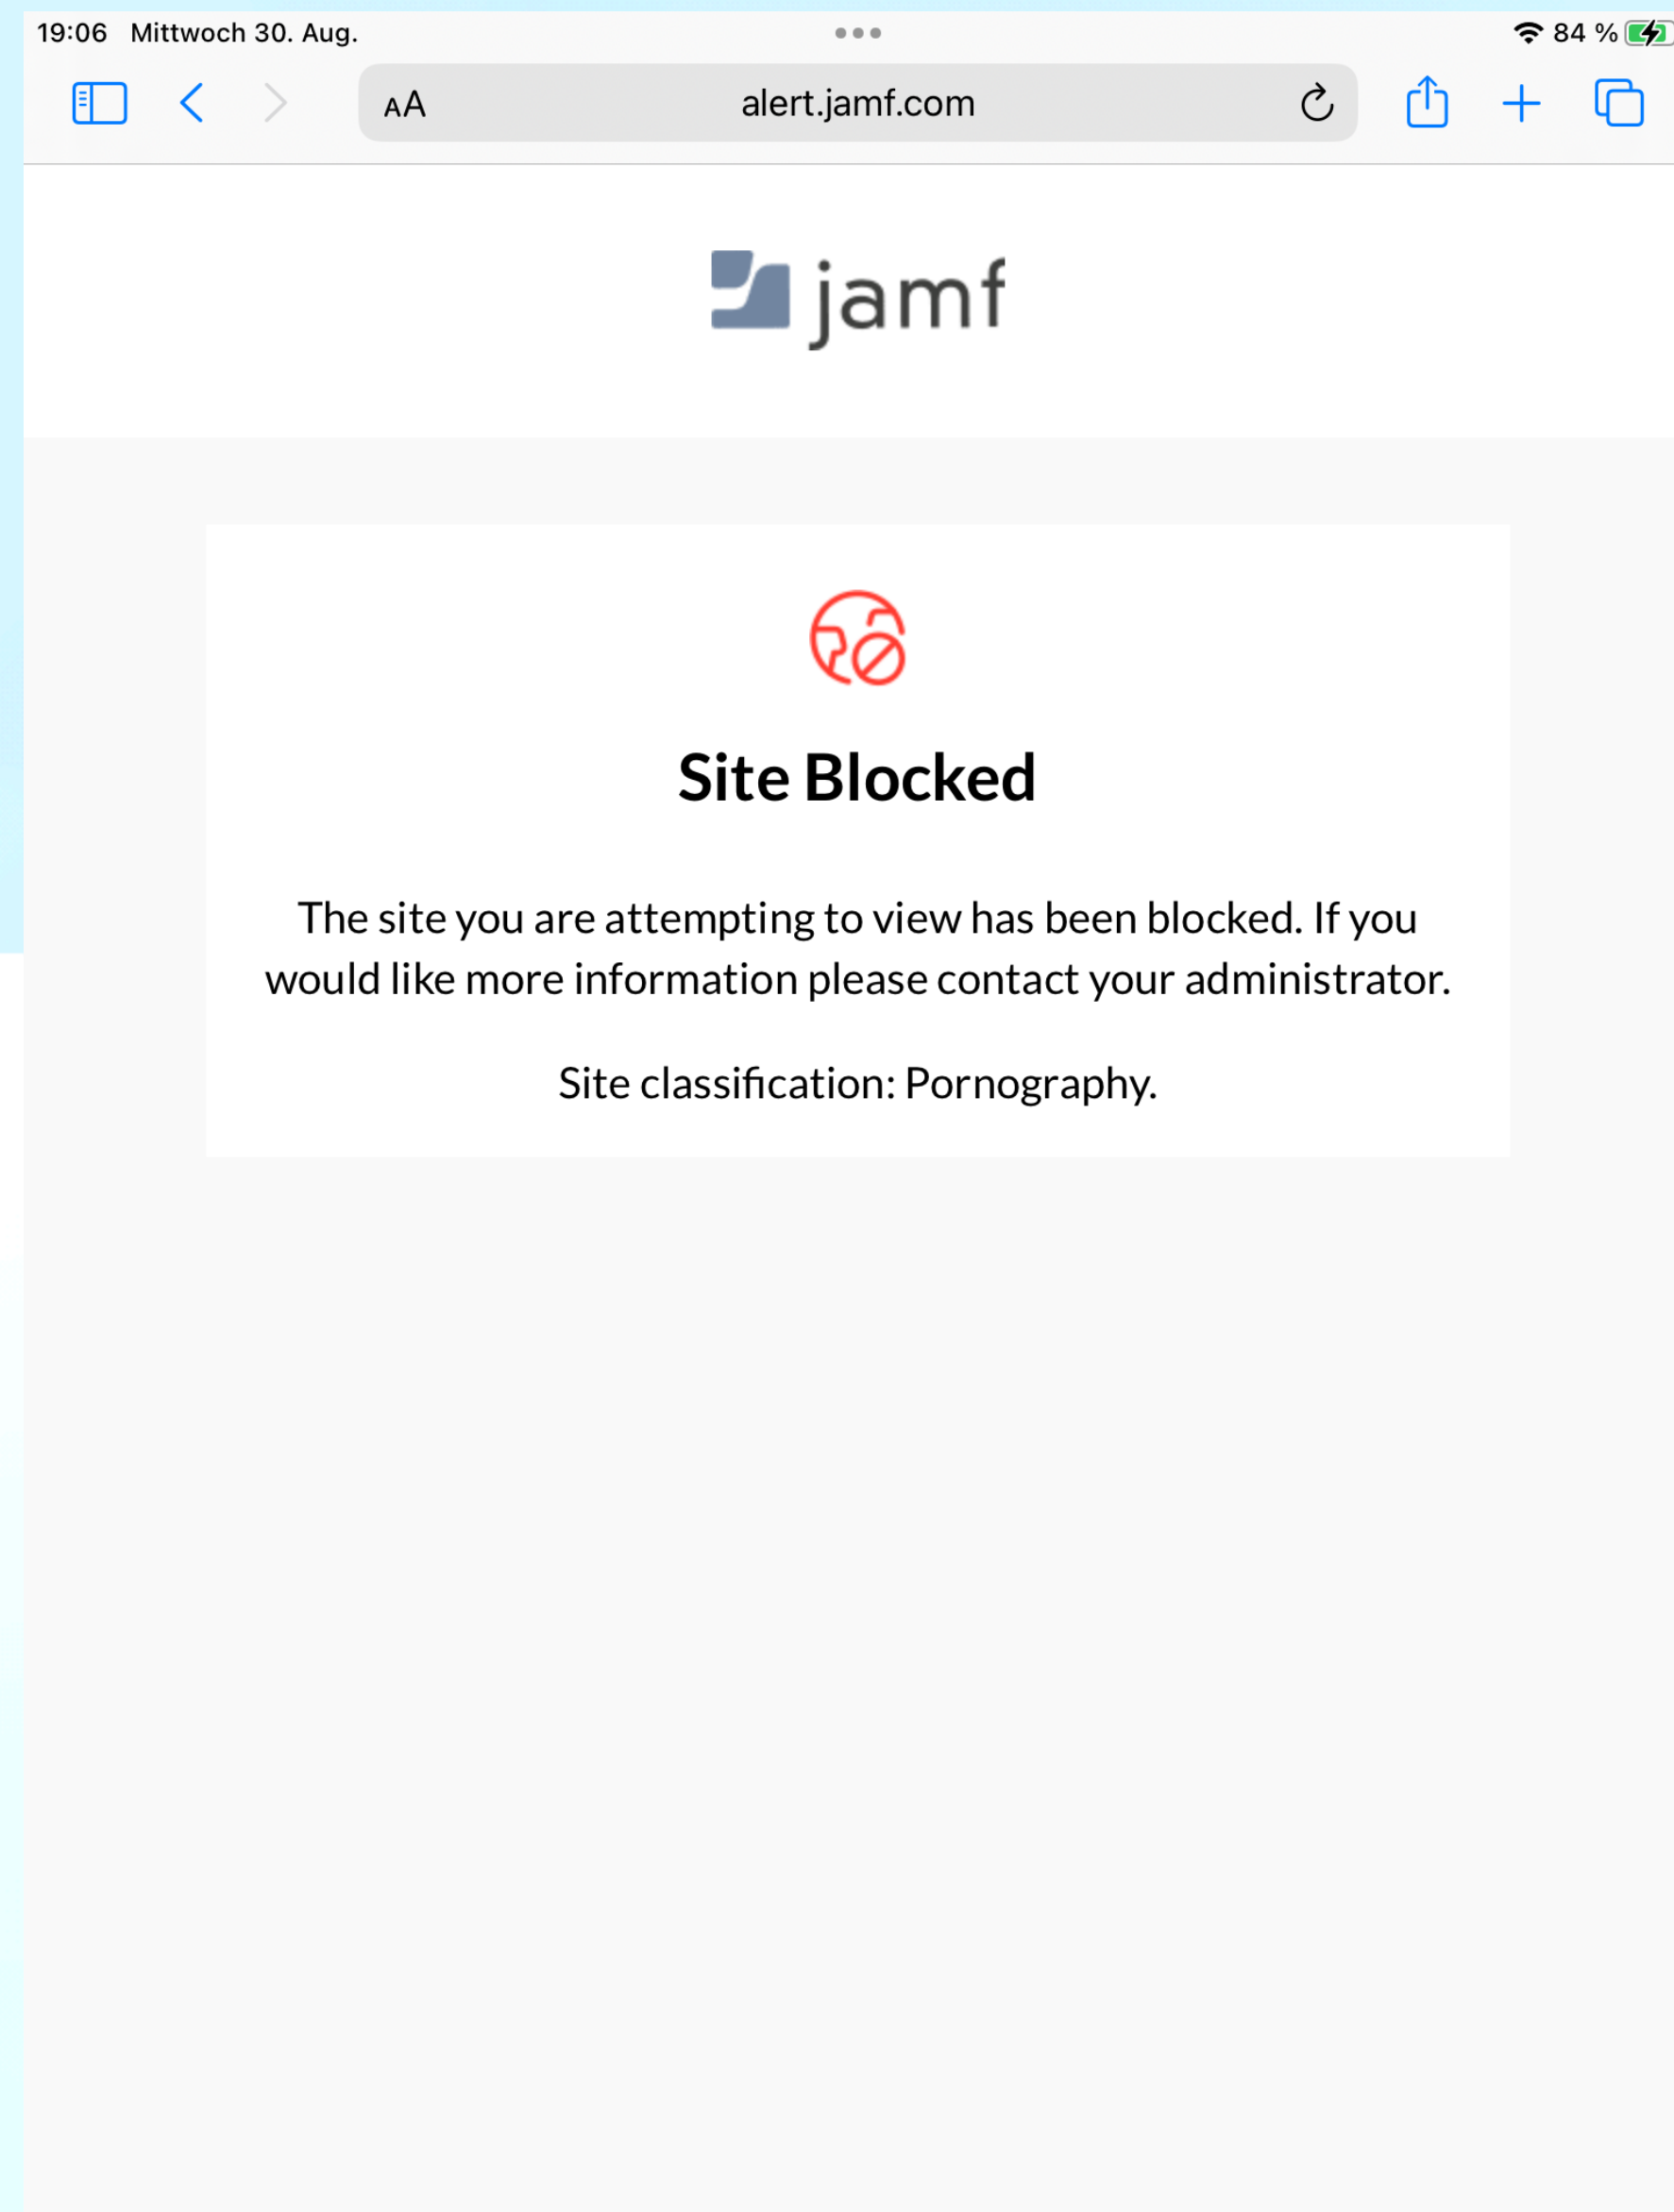 19:06 Mittwoch 30. Aug.
84 %
AA
alert.jamf.com
jamf
Site Blocked
The site you are attempting to view has been blocked. If you
would like more information please contact your administrator.
Site classification: Pornography.